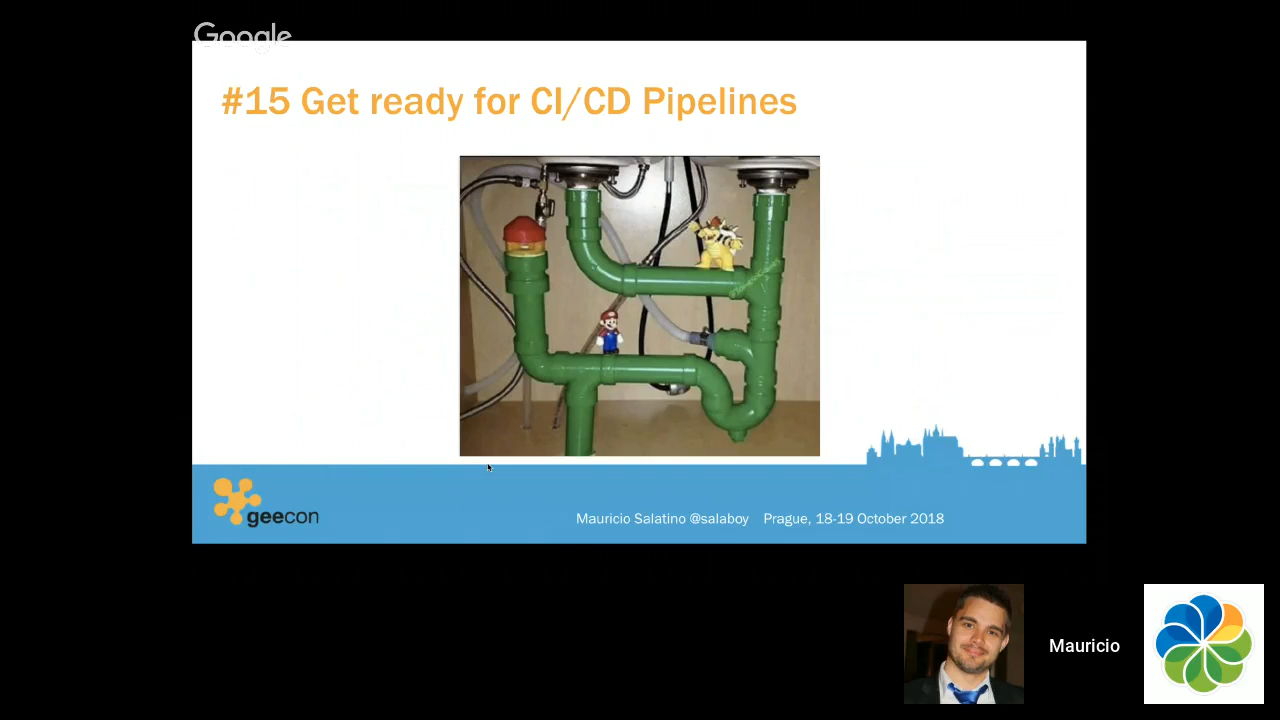 Google
#15 Get ready for CI/CD Pipelines
geecon
Mauricio Salatino @salaboy Prague, 18-19 October 2018
Mauricio